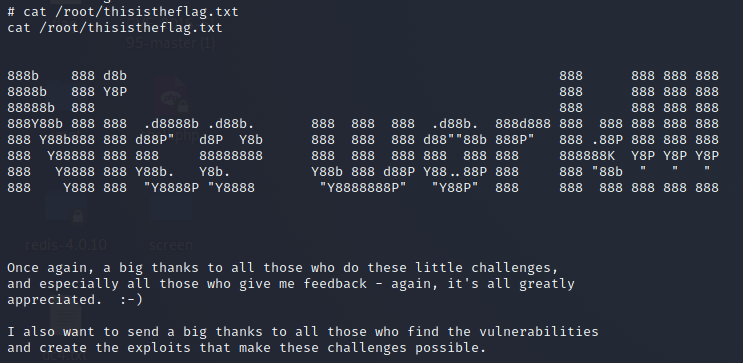 # cat /root/thisistheflag.txt
cat /root/thisistheflag.txt
888b    888 d8b                                                      888      888 888 888
8888b   888 Y8P                                                      888      888 888 888
88888b  888                                                          888      888 888 888
888Y88b 888 888  .d8888b .d88b.       888  888  888  .d88b.  888d888 888  888 888 888 888
888 Y88b888 888 d88P"   d8P  Y8b      888  888  888 d88""88b 888P"   888 .88P 888 888 888
888  Y88888 888 888     88888888      888  888  888 888  888 888     888888K  Y8P Y8P Y8P
888   Y8888 888 Y88b.   Y8b.          Y88b 888 d88P Y88..88P 888     888 "88b  "   "   "
888    Y888 888  "Y8888P "Y8888        "Y8888888P"   "Y88P"  888     888  888 888 888 888
Once again, a big thanks to all those who do these little challenges,
and especially all those who give me feedback - again, it's all greatly
appreciated.  :-)
I also want to send a big thanks to all those who find the vulnerabilities
and create the exploits that make these challenges possible.
redis-4.0.10
screen